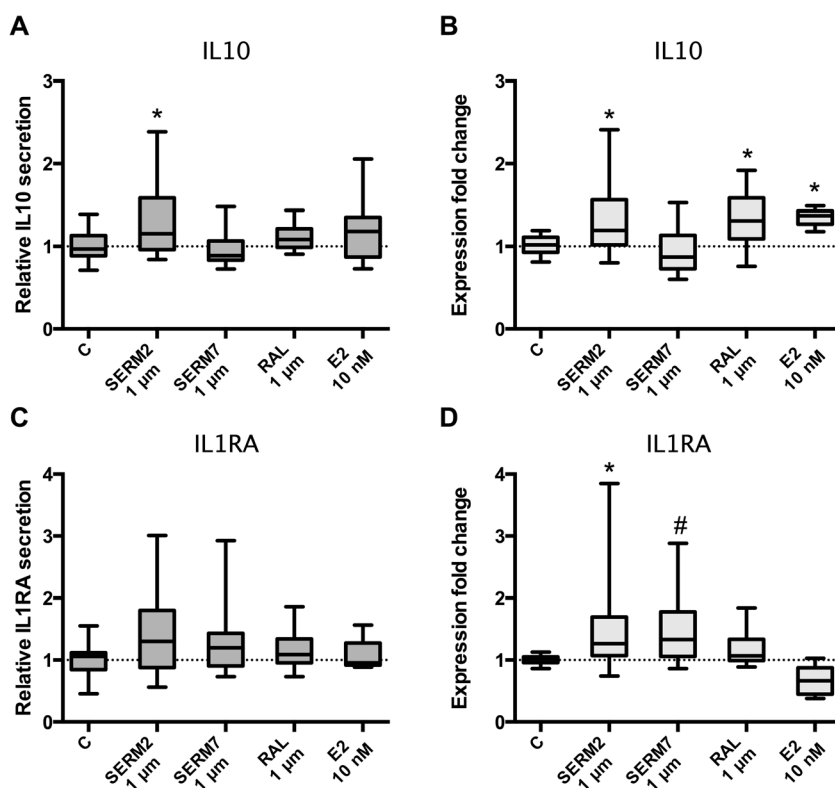 A
IL10
Relative IL10 secretion
3
2
1
0
*
C
SERM2
1 µm
SERM7
1 µm
RAL
1 µm
E2
10 nM
B
IL10
Expression fold change
3
2
1
0
*
*
*
C
SERM2
1 µm
SERM7
1 µm
RAL
1 µm
E2
10 nM
C
IL1RA
Relative IL1RA secretion
4
3
2
1
0
C
SERM2
1 µm
SERM7
1 µm
RAL
1 µm
E2
10 nM
D
IL1RA
Expression fold change
4
3
2
1
0
*
#
C
SERM2
1 µm
SERM7
1 µm
RAL
1 µm
E2
10 nM